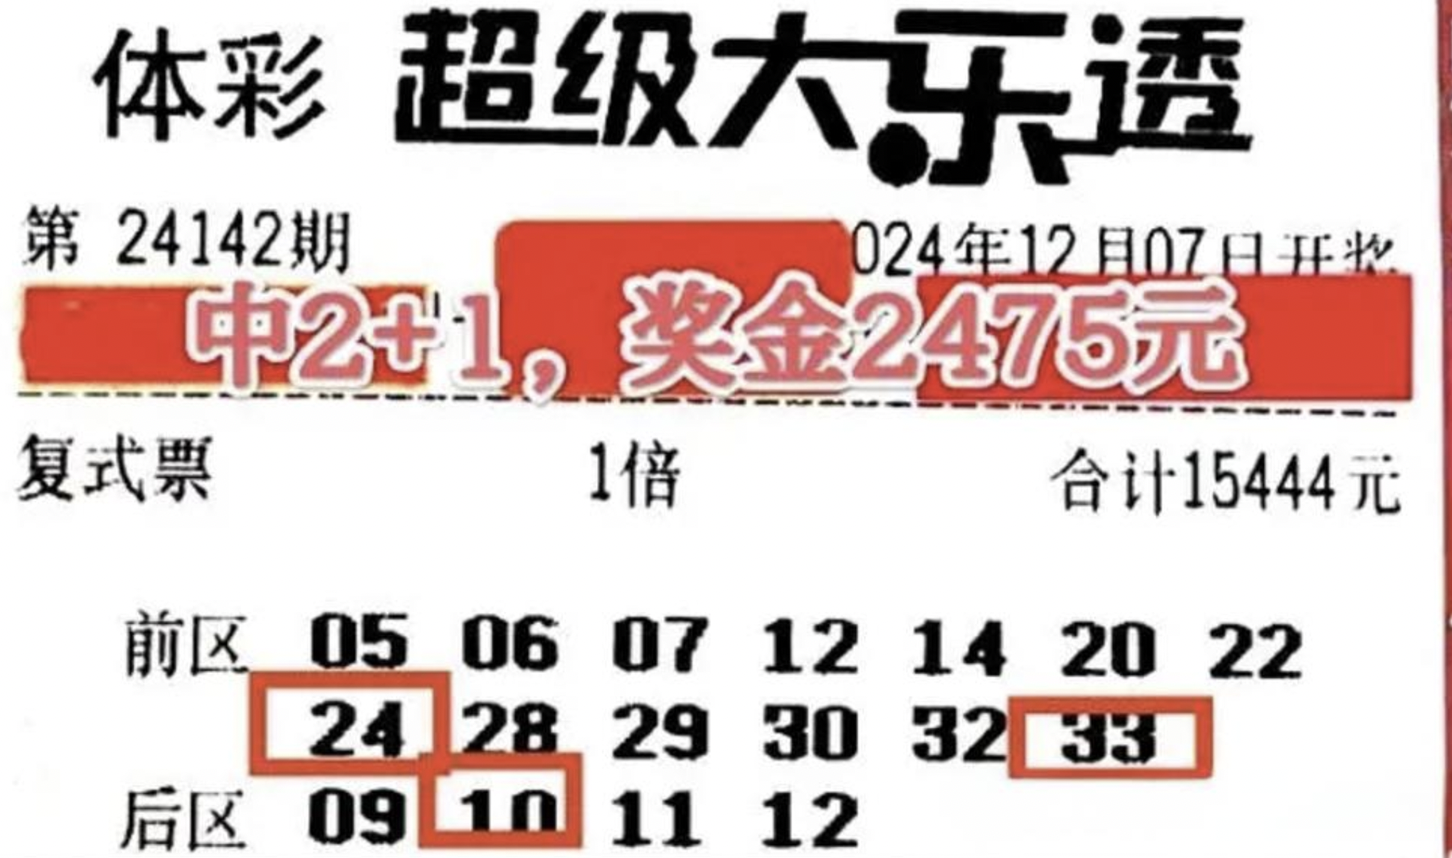 体彩 超级大乐透
第 24142期 024年12月07日开奖
中2+1，奖金2475元
复式票 1倍 合计15444元
前区 05 06 07 12 14 20 22
24 28 29 30 32 33
后区 09 10 11 12